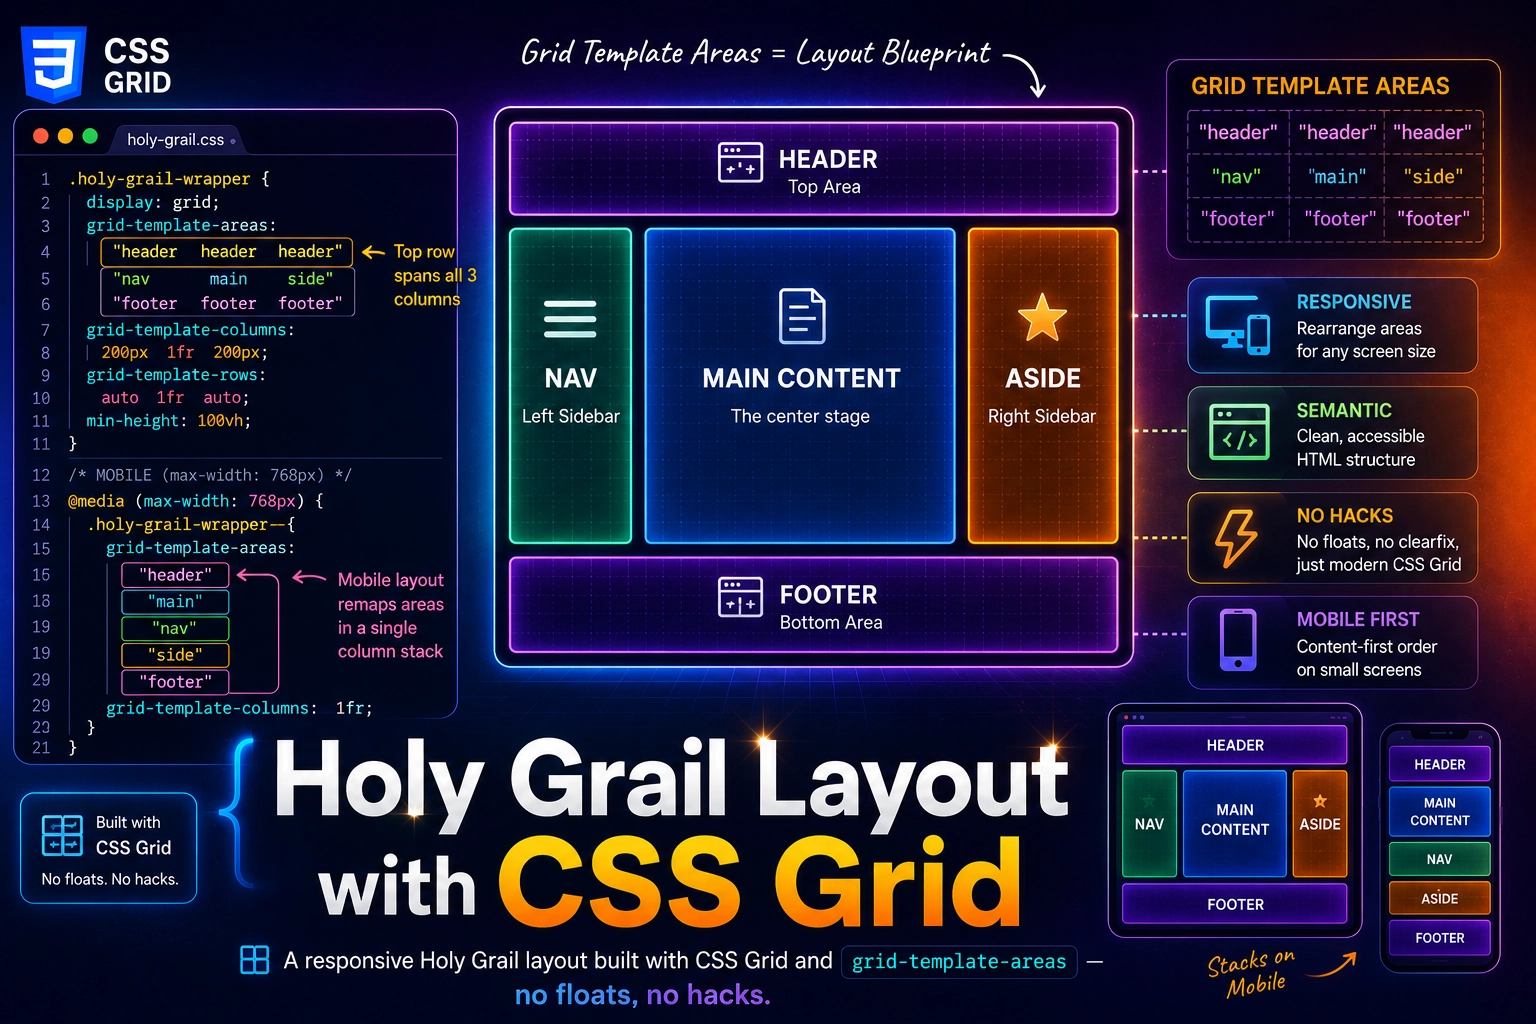 CSS
GRID
Grid Template Areas = Layout Blueprint
holy-grail.css
1 .holy-grail-wrapper {
2 display: grid;
3 grid-template-areas:
4 "header header header"
5 "nav main side"
6 "footer footer footer"
7 grid-template-columns:
8 200px 1fr 200px;
9 grid-template-rows:
10 auto 1fr auto;
11 min-height: 100vh;
11 }
Top row
spans all 3
columns
12 /* MOBILE (max-width: 768px) */
13 @media (max-width: 768px) {
14 .holy-grail-wrapper--{
15 grid-template-areas:
15 "header"
18 "main"
19 "nav"
19 "side"
29 "footer"
29 grid-template-columns: 1fr;
23 }
21 }
Mobile layout
remaps areas
in a single
column stack
HEADER
Top Area
NAV
Left Sidebar
MAIN CONTENT
The center stage
ASIDE
Right Sidebar
FOOTER
Bottom Area
GRID TEMPLATE AREAS
"header" "header" "header"
"nav" "main" "side"
"footer" "footer" "footer"
RESPONSIVE
Rearrange areas
for any screen size
SEMANTIC
Clean, accessible
HTML structure
NO HACKS
No floats, no clearfix,
just modern CSS Grid
MOBILE FIRST
Content-first order
on small screens
Built with
CSS Grid
No floats. No hacks.
Holy Grail Layout
with CSS Grid
A responsive Holy Grail layout built with CSS Grid and grid-template-areas —
no floats, no hacks.
HEADER
NAV
MAIN
CONTENT
ASIDE
FOOTER
HEADER
MAIN
CONTENT
NAV
ASIDE
FOOTER
Stacks on
Mobile